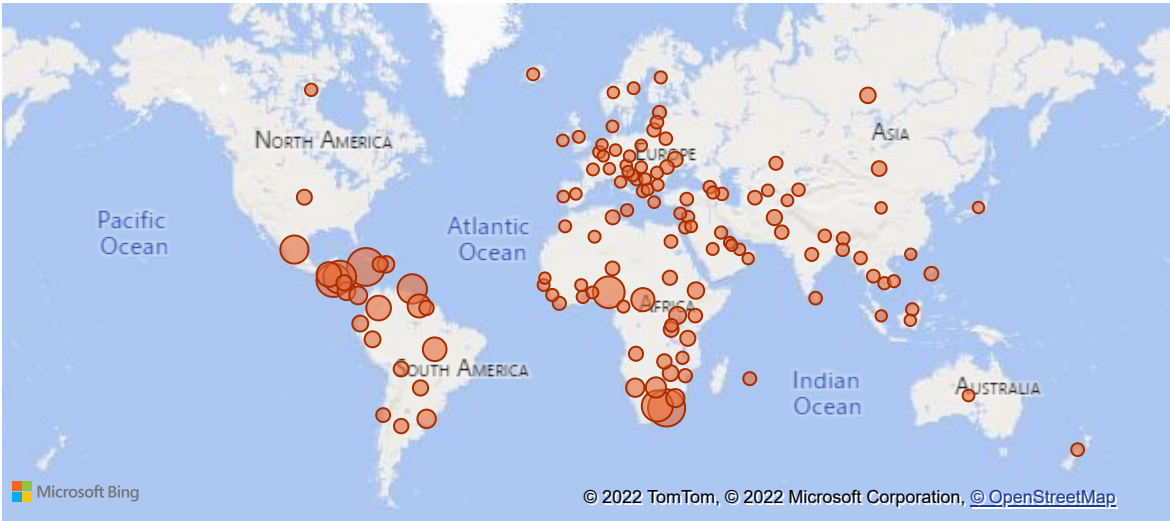 NORTH AMERICA
ASIA
EUROPE
Pacific
Ocean
Atlantic
Ocean
AFRICA
SOUTH AMERICA
Indian
Ocean
AUSTRALIA
Microsoft Bing
© 2022 TomTom, © 2022 Microsoft Corporation, © OpenStreetMap